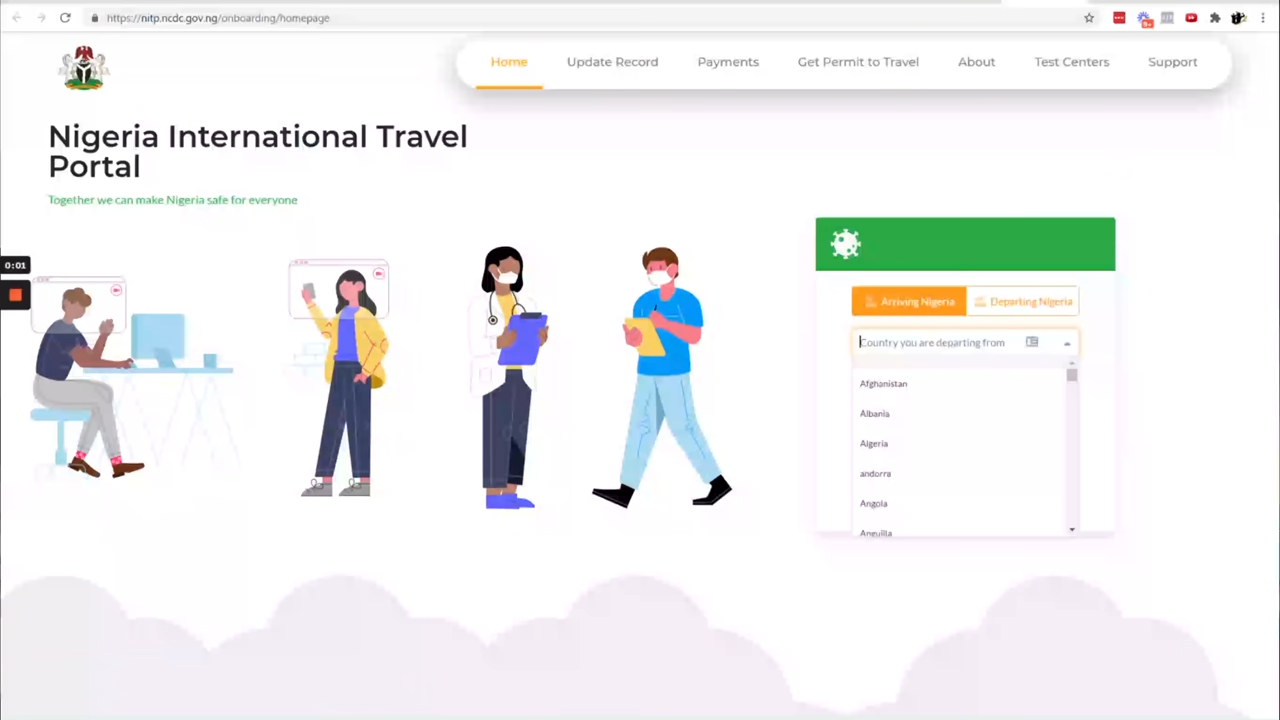 https://nitp.ncdc.gov.ng/onboarding/homepage
Home Update Record Payments Get Permit to Travel About Test Centers Support
Nigeria International Travel
Portal
Together we can make Nigeria safe for everyone
0:01
Arriving Nigeria Departing Nigeria
Country you are departing from
Afghanistan
Albania
Algeria
andorra
Angola
Anguilla